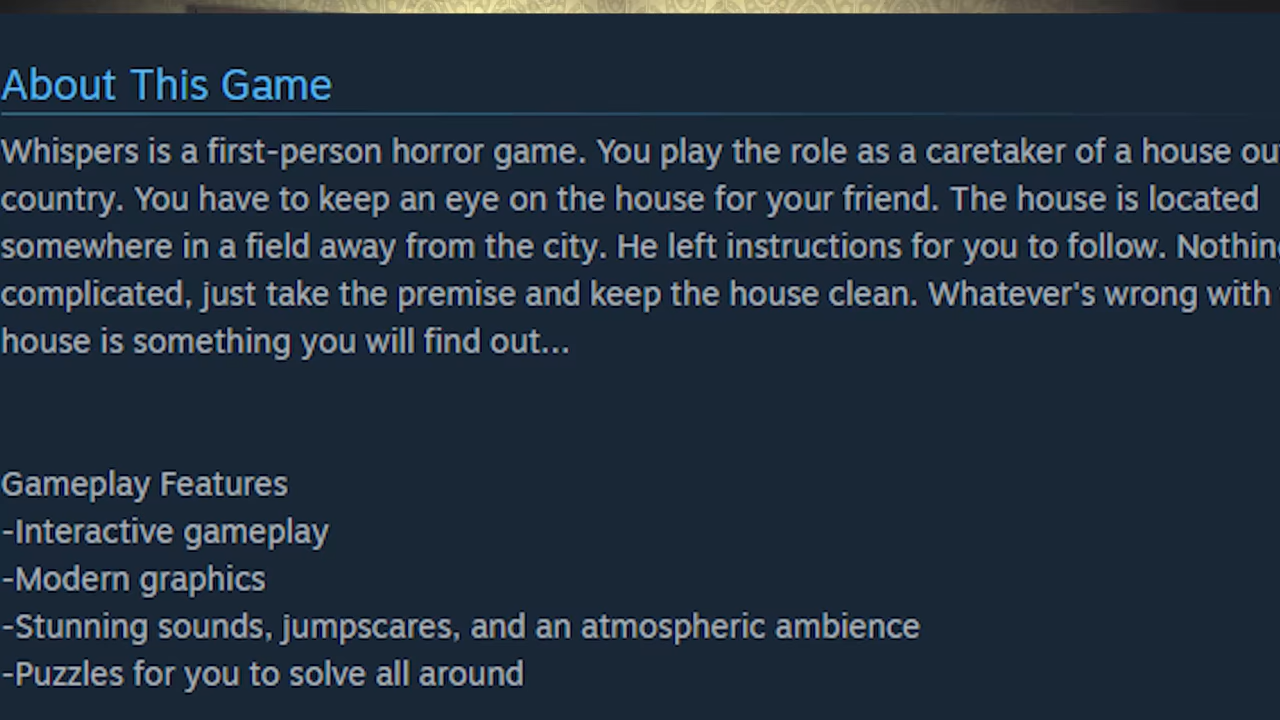 About This Game
Whispers is a first-person horror game. You play the role as a caretaker of a house
country. You have to keep an eye on the house for your friend. The house is located
somewhere in a field away from the city. He left instructions for you to follow.
complicated, just take the premise and keep the house clean. Whatever's wrong with
house is something you will find out...
Gameplay Features
-Interactive gameplay
-Modern graphics
-Stunning sounds, jumpscares, and an atmospheric ambience
-Puzzles for you to solve all around